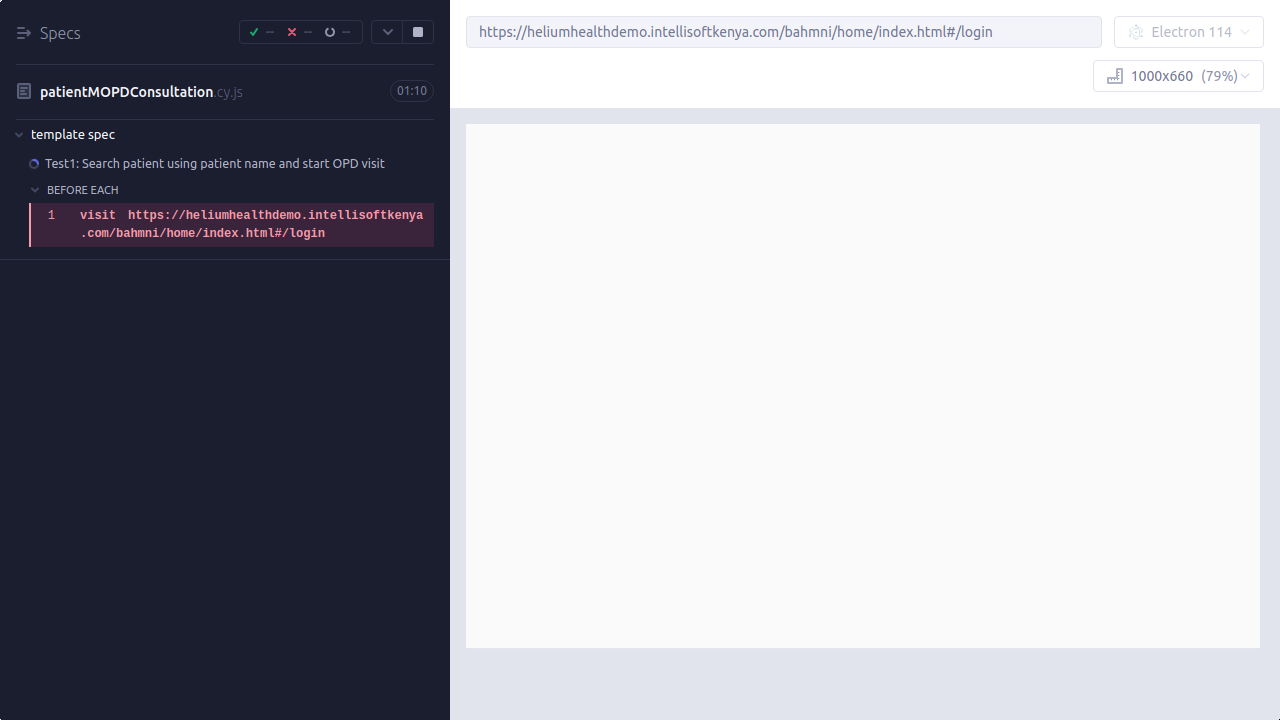 Specs
--
--
--
patientMOPDConsultation.cy.js
01:10
template spec
Test1: Search patient using patient name and start OPD visit
BEFORE EACH
1 visit https://heliumhealthdemo.intellisoftkenya
.com/bahmni/home/index.html#/login
https://heliumhealthdemo.intellisoftkenya.com/bahmni/home/index.html#/login
Electron 114
1000x660 (79%)